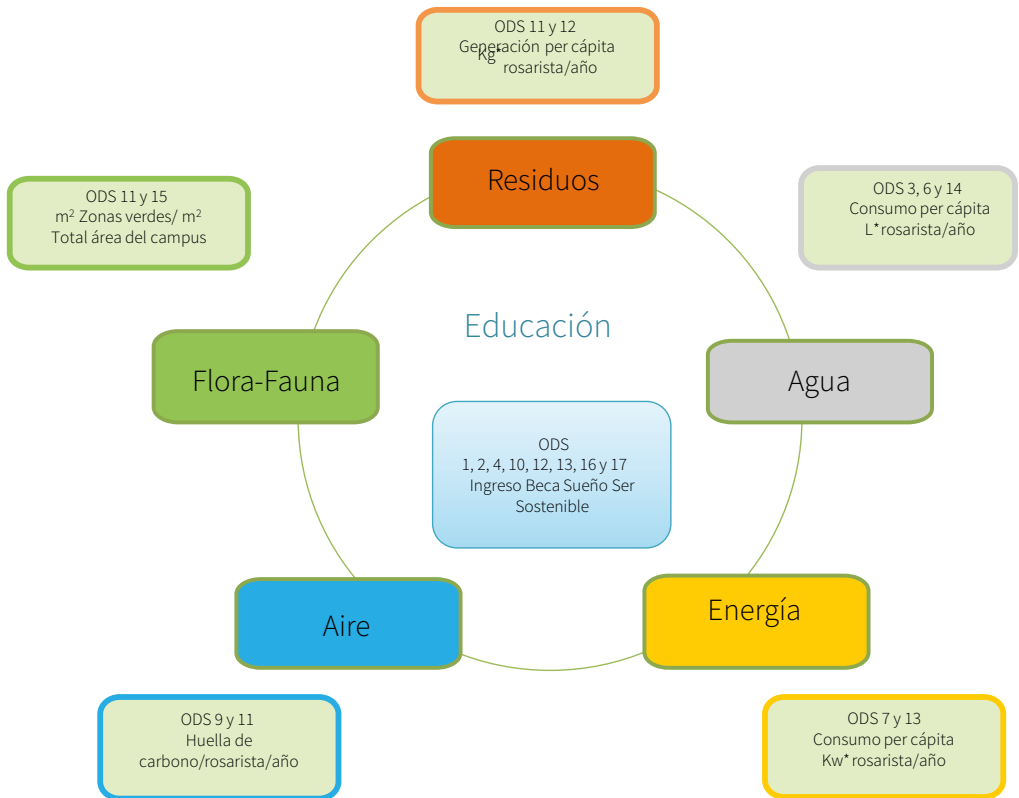 ODS 11 y 12
Generación per cápita
Kg*
rosarista/año
Residuos
ODS 11 y 15
m² Zonas verdes/ m²
Total área del campus
ODS 3, 6 y 14
Consumo per cápita
L*rosarista/año
Educación
Flora-Fauna
Agua
ODS
1, 2, 4, 10, 12, 13, 16 y 17
Ingreso Beca Sueño Ser
Sostenible
Aire
Energía
ODS 9 y 11
Huella de
carbono/rosarista/año
ODS 7 y 13
Consumo per cápita
Kw* rosarista/año